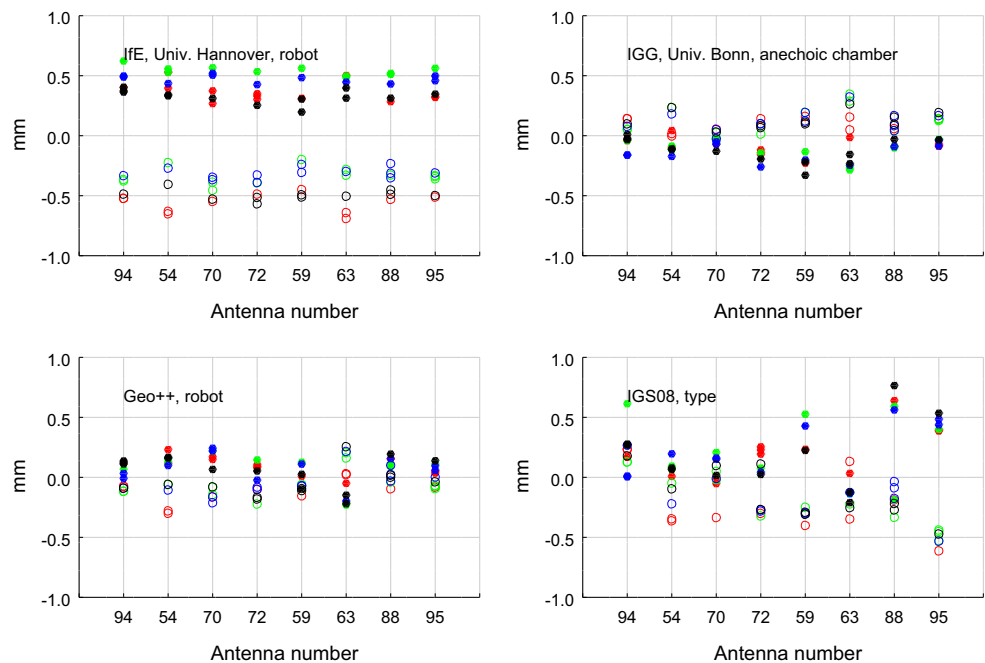 1.0
IfE, Univ. Hannover, robot
0.5
mm
0.0
-0.5
-1.0
94 54 70 72 59 63 88 95
Antenna number
1.0
IGG, Univ. Bonn, anechoic chamber
0.5
mm
0.0
-0.5
-1.0
94 54 70 72 59 63 88 95
Antenna number
1.0
Geo++, robot
0.5
mm
0.0
-0.5
-1.0
94 54 70 72 59 63 88 95
Antenna number
1.0
IGS08, type
0.5
mm
0.0
-0.5
-1.0
94 54 70 72 59 63 88 95
Antenna number